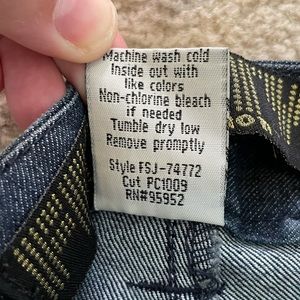 Machine wash cold
Inside out with
like colors
Non-chlorine bleach
if needed
Tumble dry low
Remove promptly
Style FSJ-74772
Cut PC1009
RN#95952